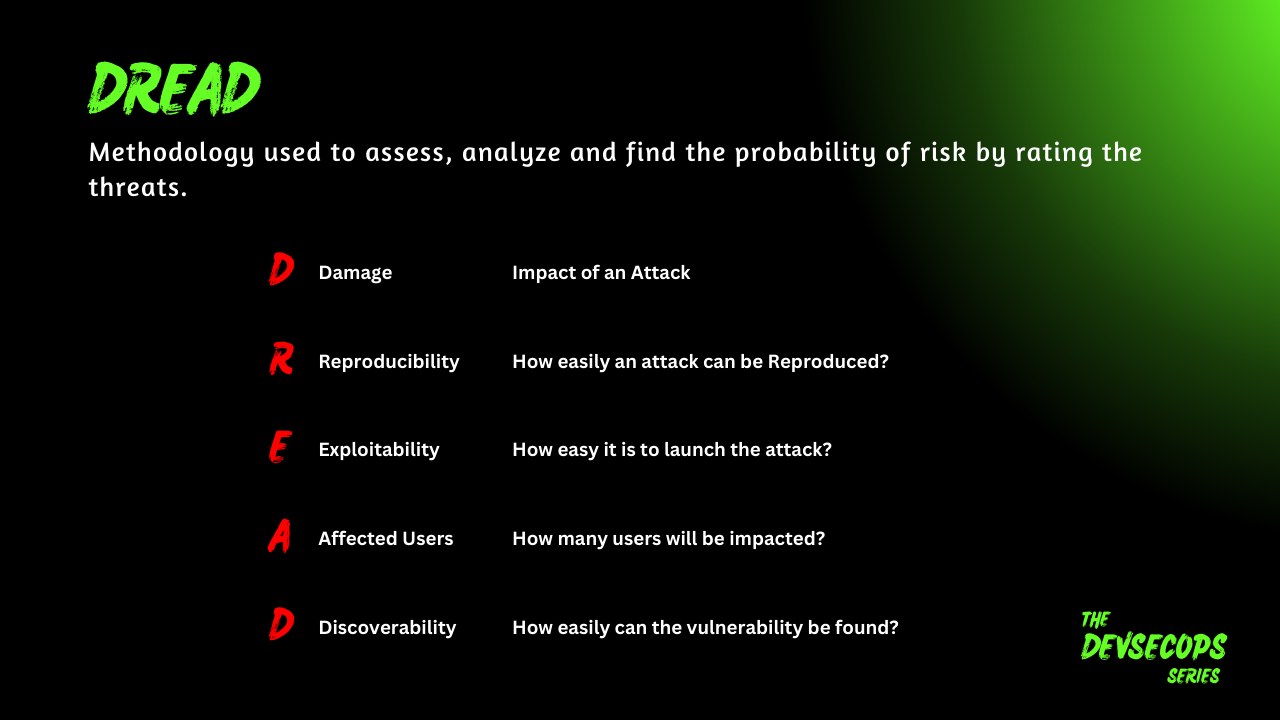 DREAD
Methodology used to assess, analyze and find the probability of risk by rating the
threats.
D Damage Impact of an Attack
R Reproducibility How easily an attack can be Reproduced?
E Exploitability How easy it is to launch the attack?
A Affected Users How many users will be impacted?
D Discoverability How easily can the vulnerability be found?
THE
DEVSECOPS
SERIES